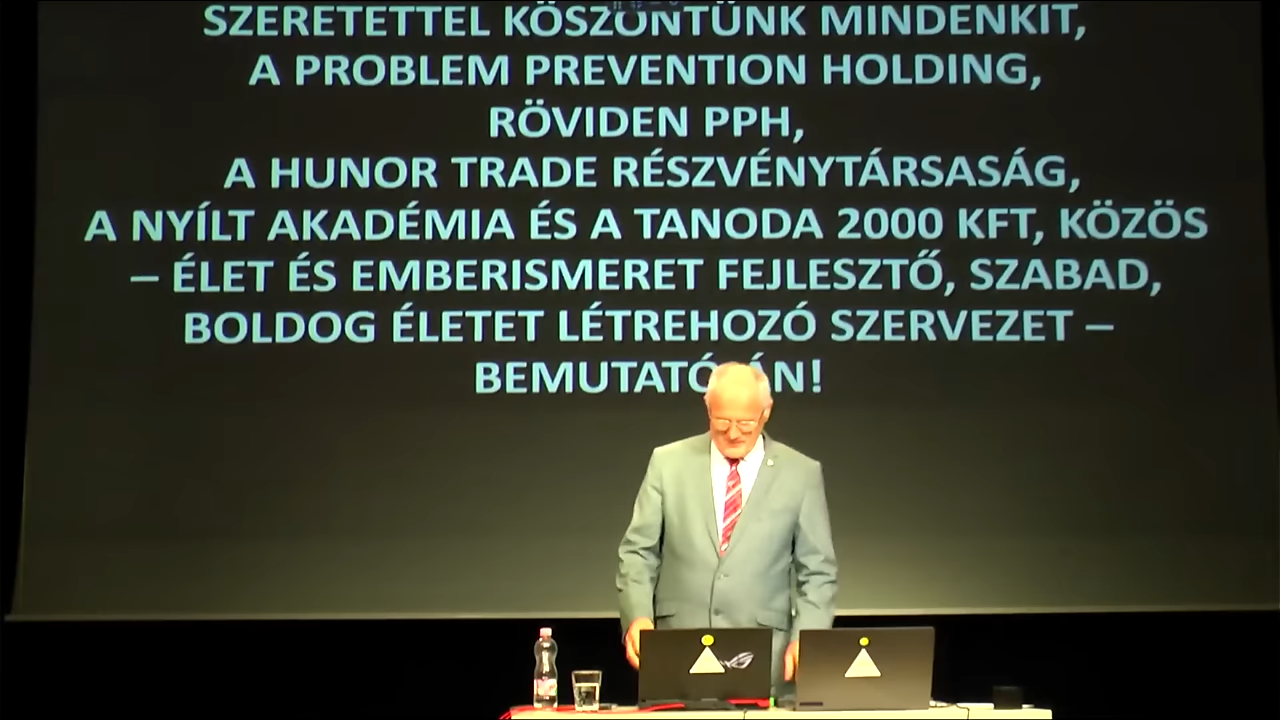 SZERETETTEL KÖSZÖNTÜNK MINDENKIT,
A PROBLEM PREVENTION HOLDING,
RÖVIDEN PPH,
A HUNOR TRADE RÉSZVÉNYTÁRSASÁG,
A NYÍLT AKADÉMIA ÉS A TANODA 2000 KFT, KÖZÖS
– ÉLET ÉS EMBERISMERET FEJLESZTŐ, SZABAD,
BOLDOG ÉLETET LÉTREHOZÓ SZERVEZET –